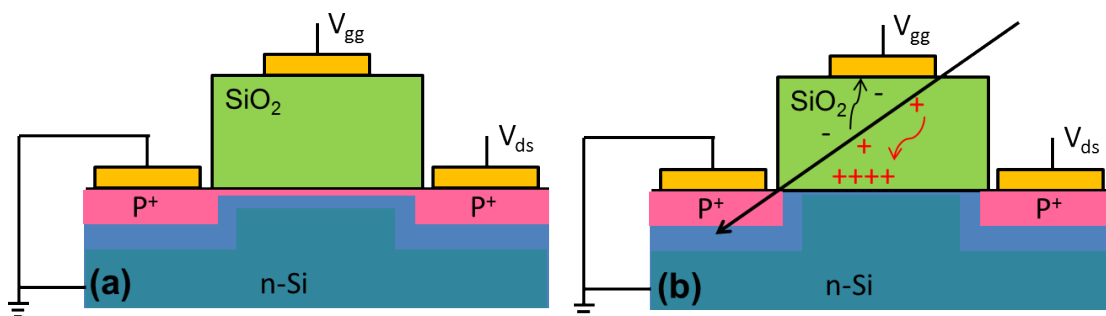 V_gg
SiO₂
V_ds
P⁺
P⁺
n-Si
(a)
V_gg
SiO₂
-
-
+
+
++++
V_ds
P⁺
P⁺
n-Si
(b)